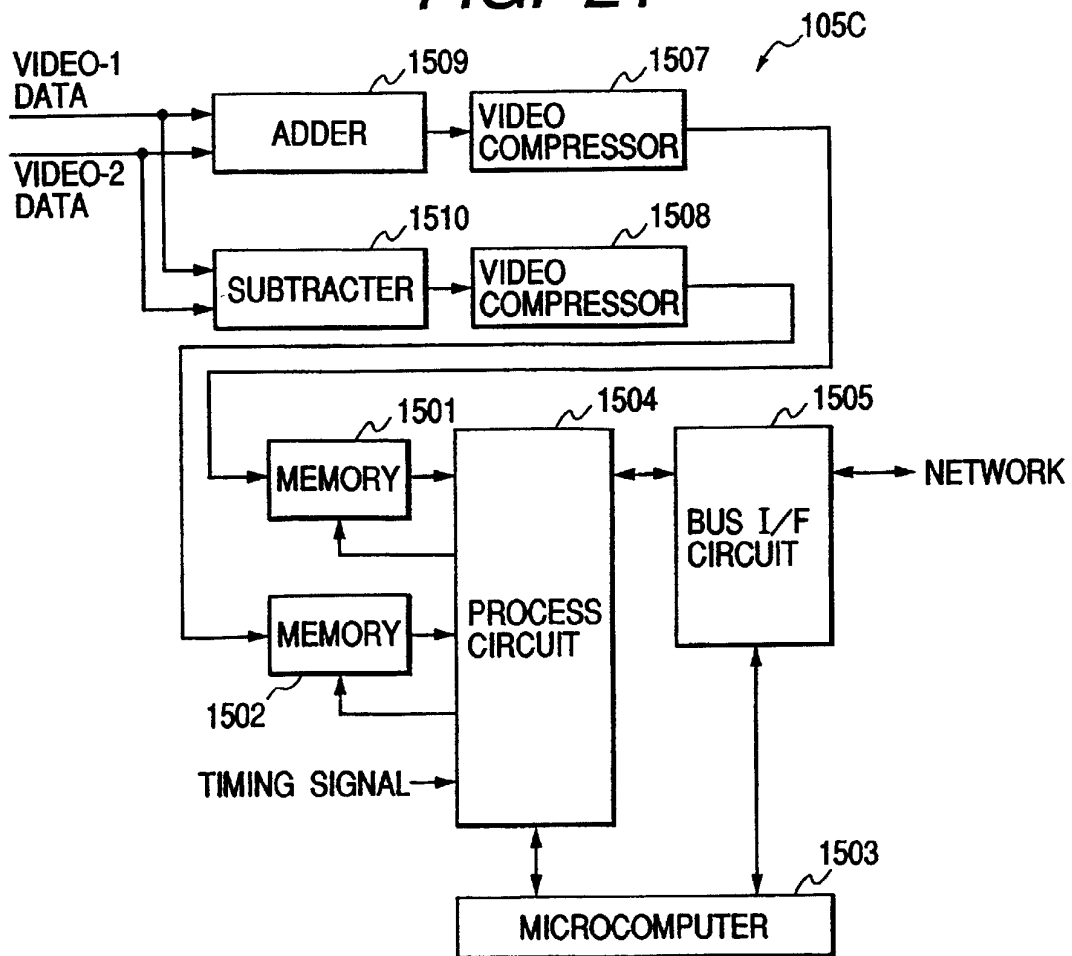 105C
VIDEO-1
DATA
1509
1507
ADDER
VIDEO
COMPRESSOR
VIDEO-2
DATA
1510
1508
SUBTRACTER
VIDEO
COMPRESSOR
1501
1504
1505
MEMORY
NETWORK
BUS I/F
CIRCUIT
MEMORY
PROCESS
CIRCUIT
1502
TIMING SIGNAL
1503
MICROCOMPUTER